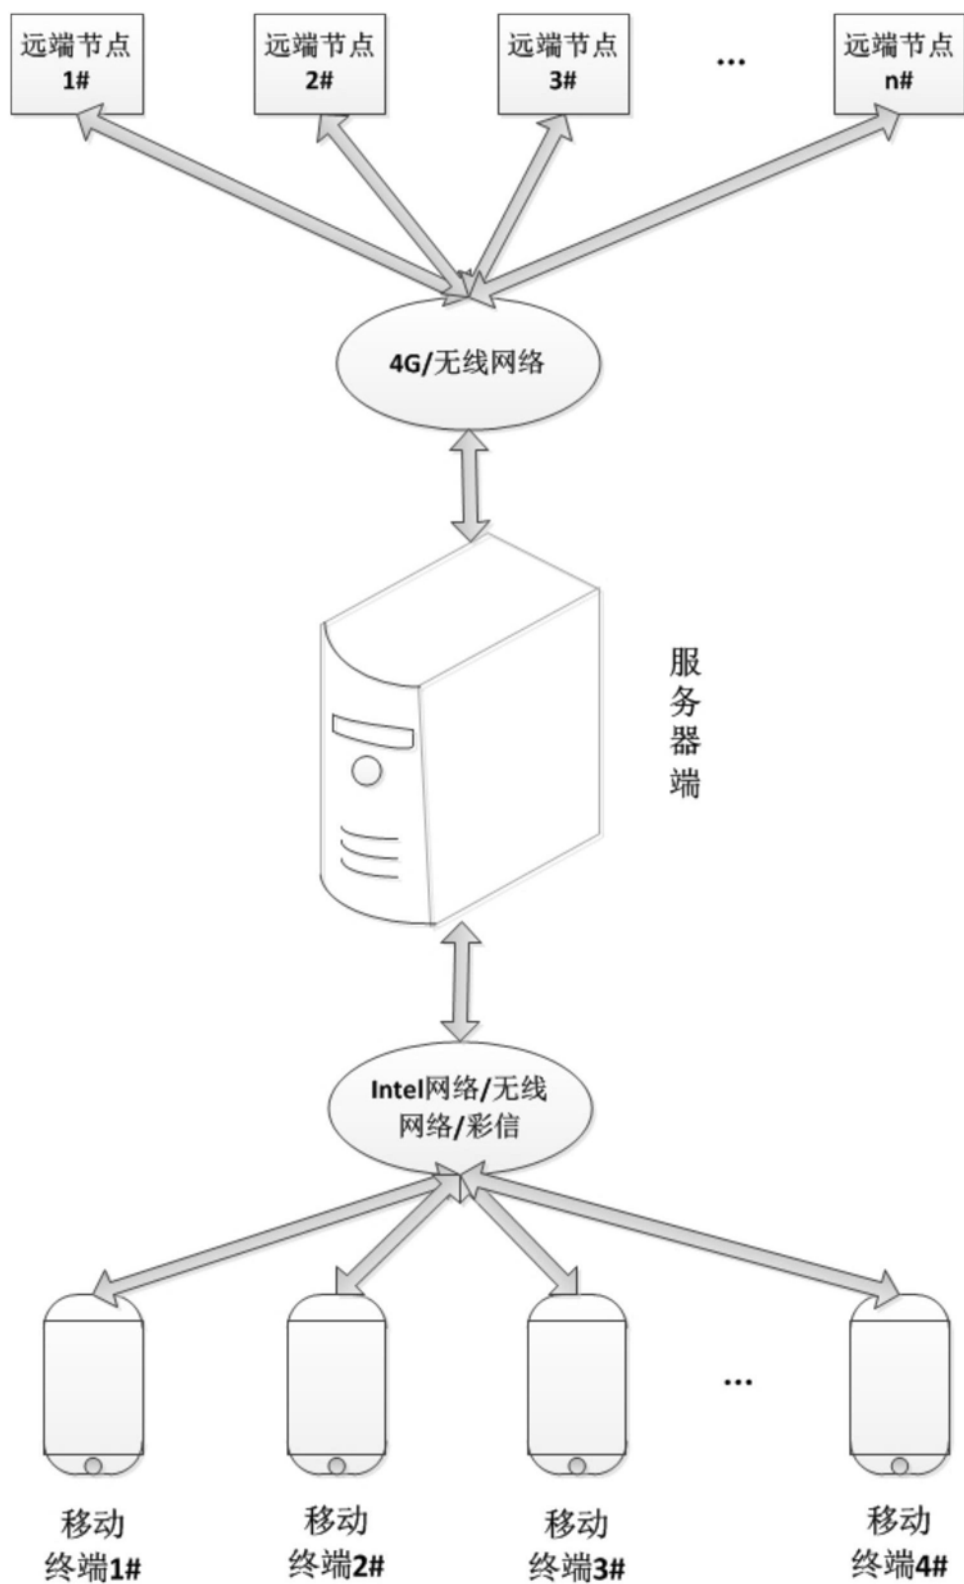 远端节点
1#
远端节点
2#
远端节点
3#
...
远端节点
n#
4G/无线网络
服
务
器
端
Intel网络/无线
网络/彩信
...
移动
终端1#
移动
终端2#
移动
终端3#
移动
终端4#